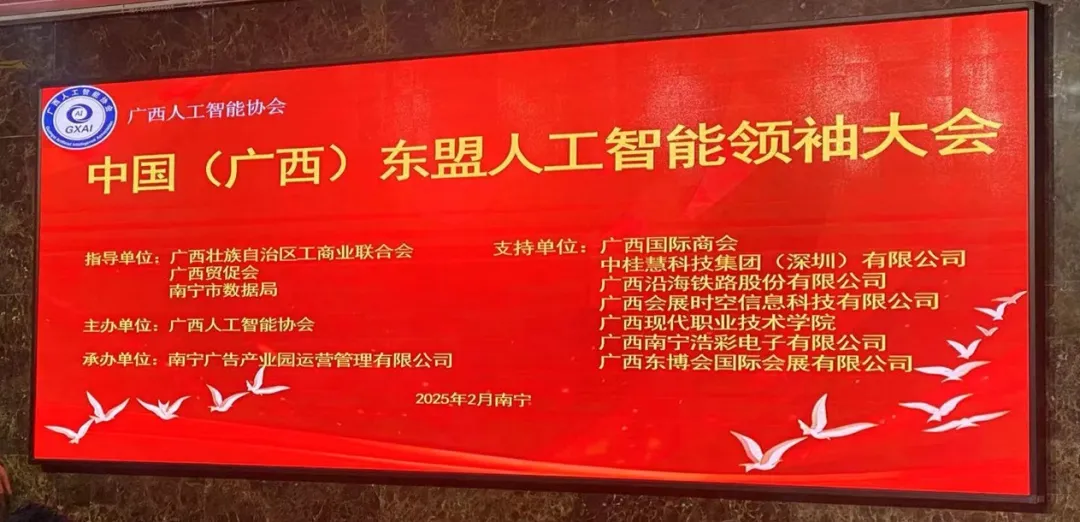 广西人工智能协会
AI
GXAI
广西人工智能协会
中国（广西）东盟人工智能领袖大会
指导单位：广西壮族自治区工商业联合会
广西贸促会
南宁市数据局
主办单位：广西人工智能协会
承办单位：南宁广告产业园运营管理有限公司
支持单位：广西国际商会
中桂慧科技集团（深圳）有限公司
广西沿海铁路股份有限公司
广西会展时空信息科技有限公司
广西现代职业技术学院
广西南宁浩彩电子有限公司
广西东博会国际会展有限公司
2025年2月南宁